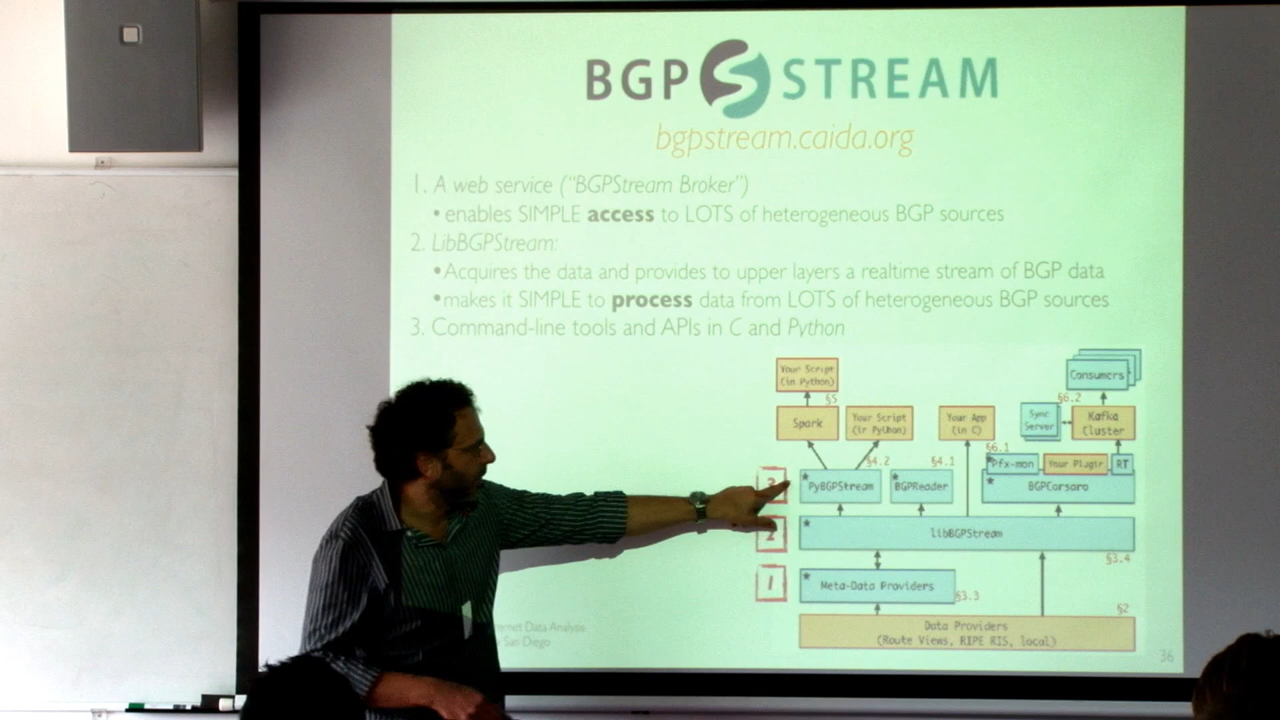 BGP STREAM
bgpstream.caida.org
1. A web service ("BGPStream Broker")
• enables SIMPLE access to LOTS of heterogeneous BGP sources
2. LibBGPStream:
• Acquires the data and provides to upper layers a realtime stream of BGP data
• makes it SIMPLE to process data from LOTS of heterogeneous BGP sources
3. Command-line tools and APIs in C and Python
Your Script
(in Python)
§5
Consumers
§6.2
Spark
Your Script
(in Python)
Your App
(in C)
Sync
Server
Kafka
Cluster
§4.2
§4.1
§6.1
Pfx-mon
Your Plugin
RT
3
PyBGPStream
BGPReader
BGPCorsaro
2
libBGPStream
§3.4
1
Meta-Data Providers
§3.3
§2
Data Providers
(Route Views, RIPE RIS, local)
Data Analysis
San Diego
36